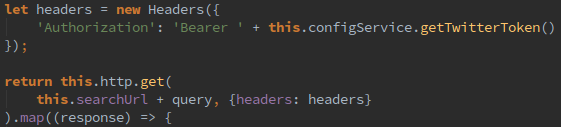 let headers = new Headers({
    'Authorization': 'Bearer ' + this.configService.getTwitterToken()
});

return this.http.get(
    this.searchUrl + query, {headers: headers}
).map((response) => {